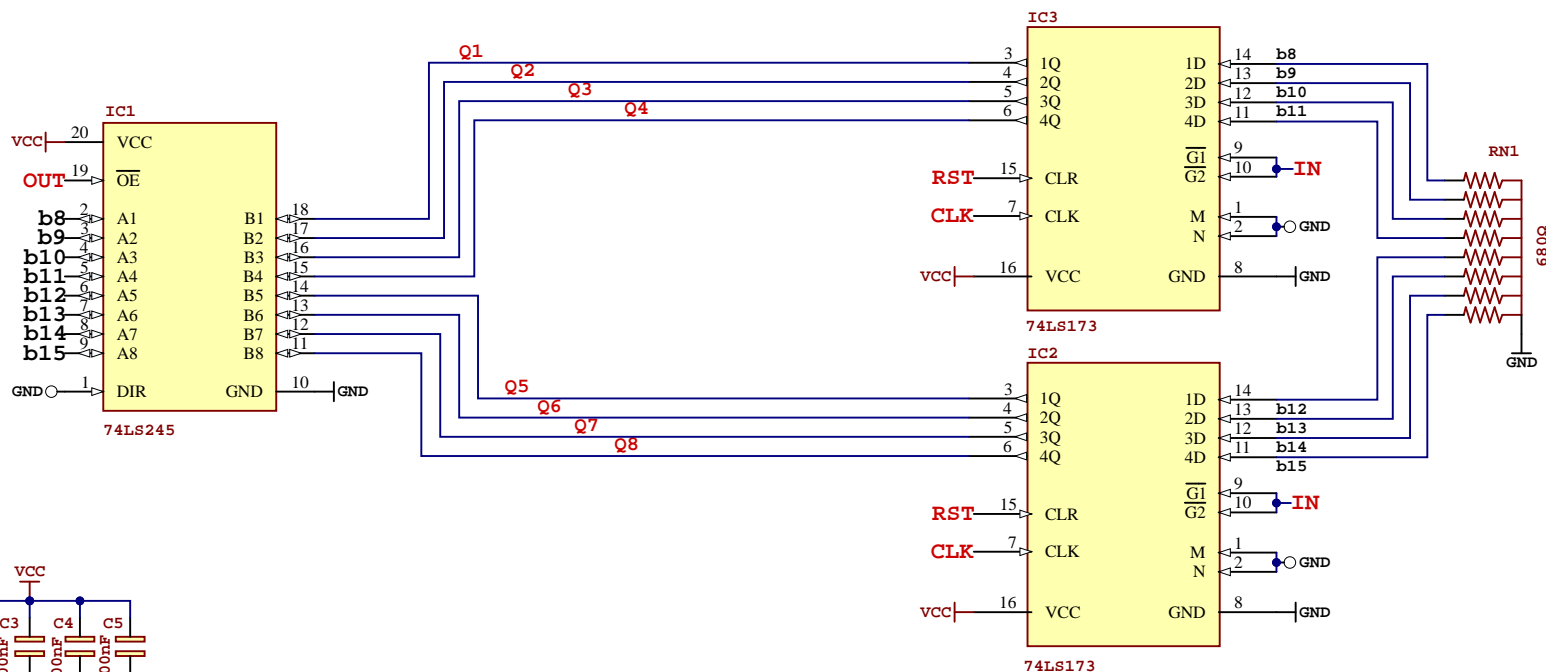 IC3
Q1
3
1Q
1D
14
b8
Q2
4
2Q
2D
13
b9
Q3
5
3Q
3D
12
b10
Q4
6
4Q
4D
11
b11
IC1
VCC
20
VCC
OUT
19
OE
9
G1
10
G2
IN
RN1
RST
15
CLR
CLK
7
CLK
b8
2
A1
B1
18
b9
3
A2
B2
17
b10
4
A3
B3
16
b11
5
A4
B4
15
b12
6
A5
B5
14
b13
7
A6
B6
13
b14
8
A7
B7
12
b15
9
A8
B8
11
M
1
N
2
GND
680Ω
VCC
16
VCC
GND
8
GND
74LS173
GND
1
DIR
GND
10
GND
74LS245
GND
IC2
Q5
3
1Q
1D
14
Q6
4
2Q
2D
13
b12
Q7
5
3Q
3D
12
b13
Q8
6
4Q
4D
11
b14
b15
9
G1
10
G2
IN
RST
15
CLR
CLK
7
CLK
M
1
N
2
GND
VCC
16
VCC
GND
8
GND
74LS173
VCC
C3
C4
C5
00nF
00nF
00nF